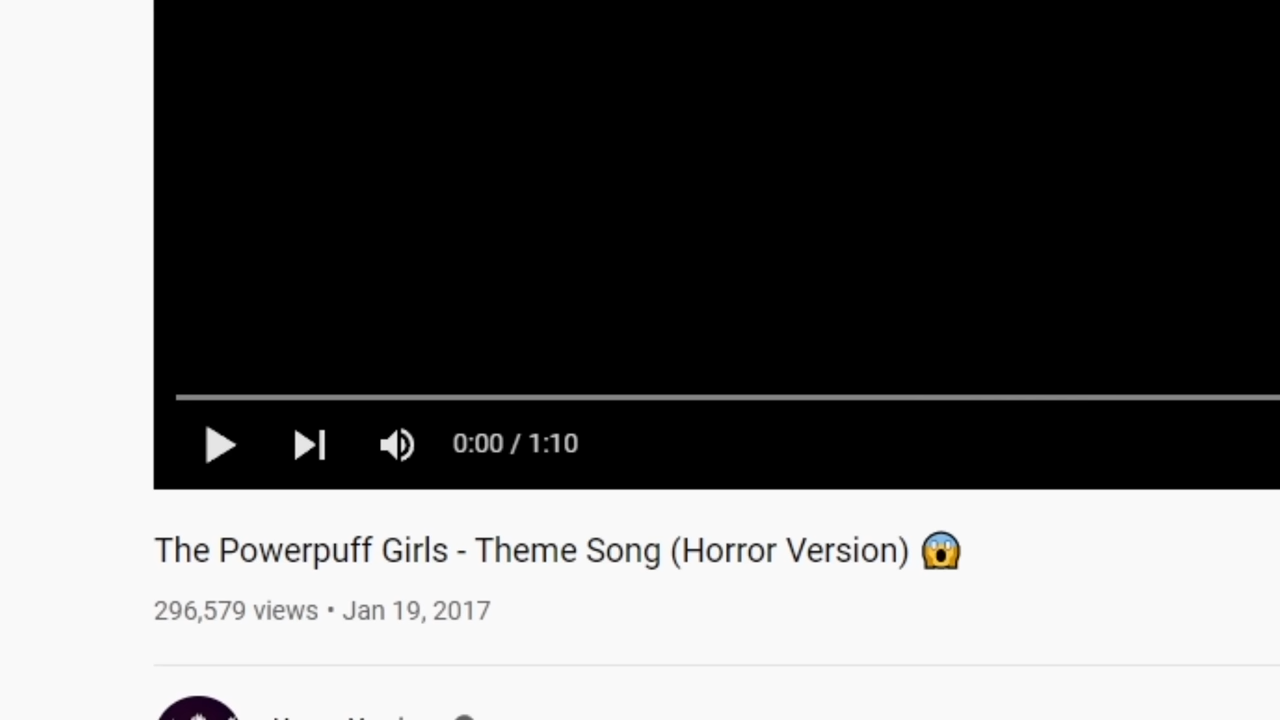 0:00 / 1:10
The Powerpuff Girls - Theme Song (Horror Version) 😱
296,579 views • Jan 19, 2017